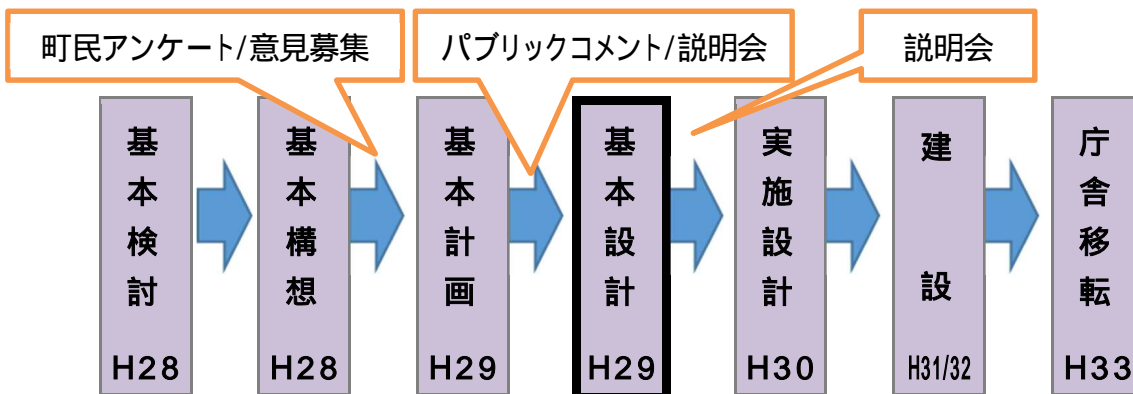 町民アンケート/意見募集
パブリックコメント/説明会
説明会
基本検討
H28
基本構想
H28
基本計画
H29
基本設計
H29
実施設計
H30
建設
H31/32
庁舎移転
H33